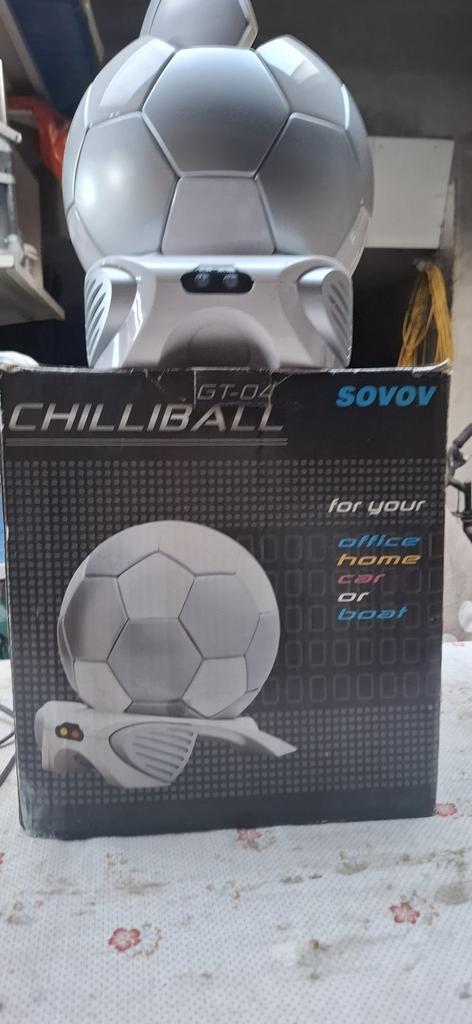 GT-04
CHILLIBALL
SOVOV
for your
office
home
car
or
boat